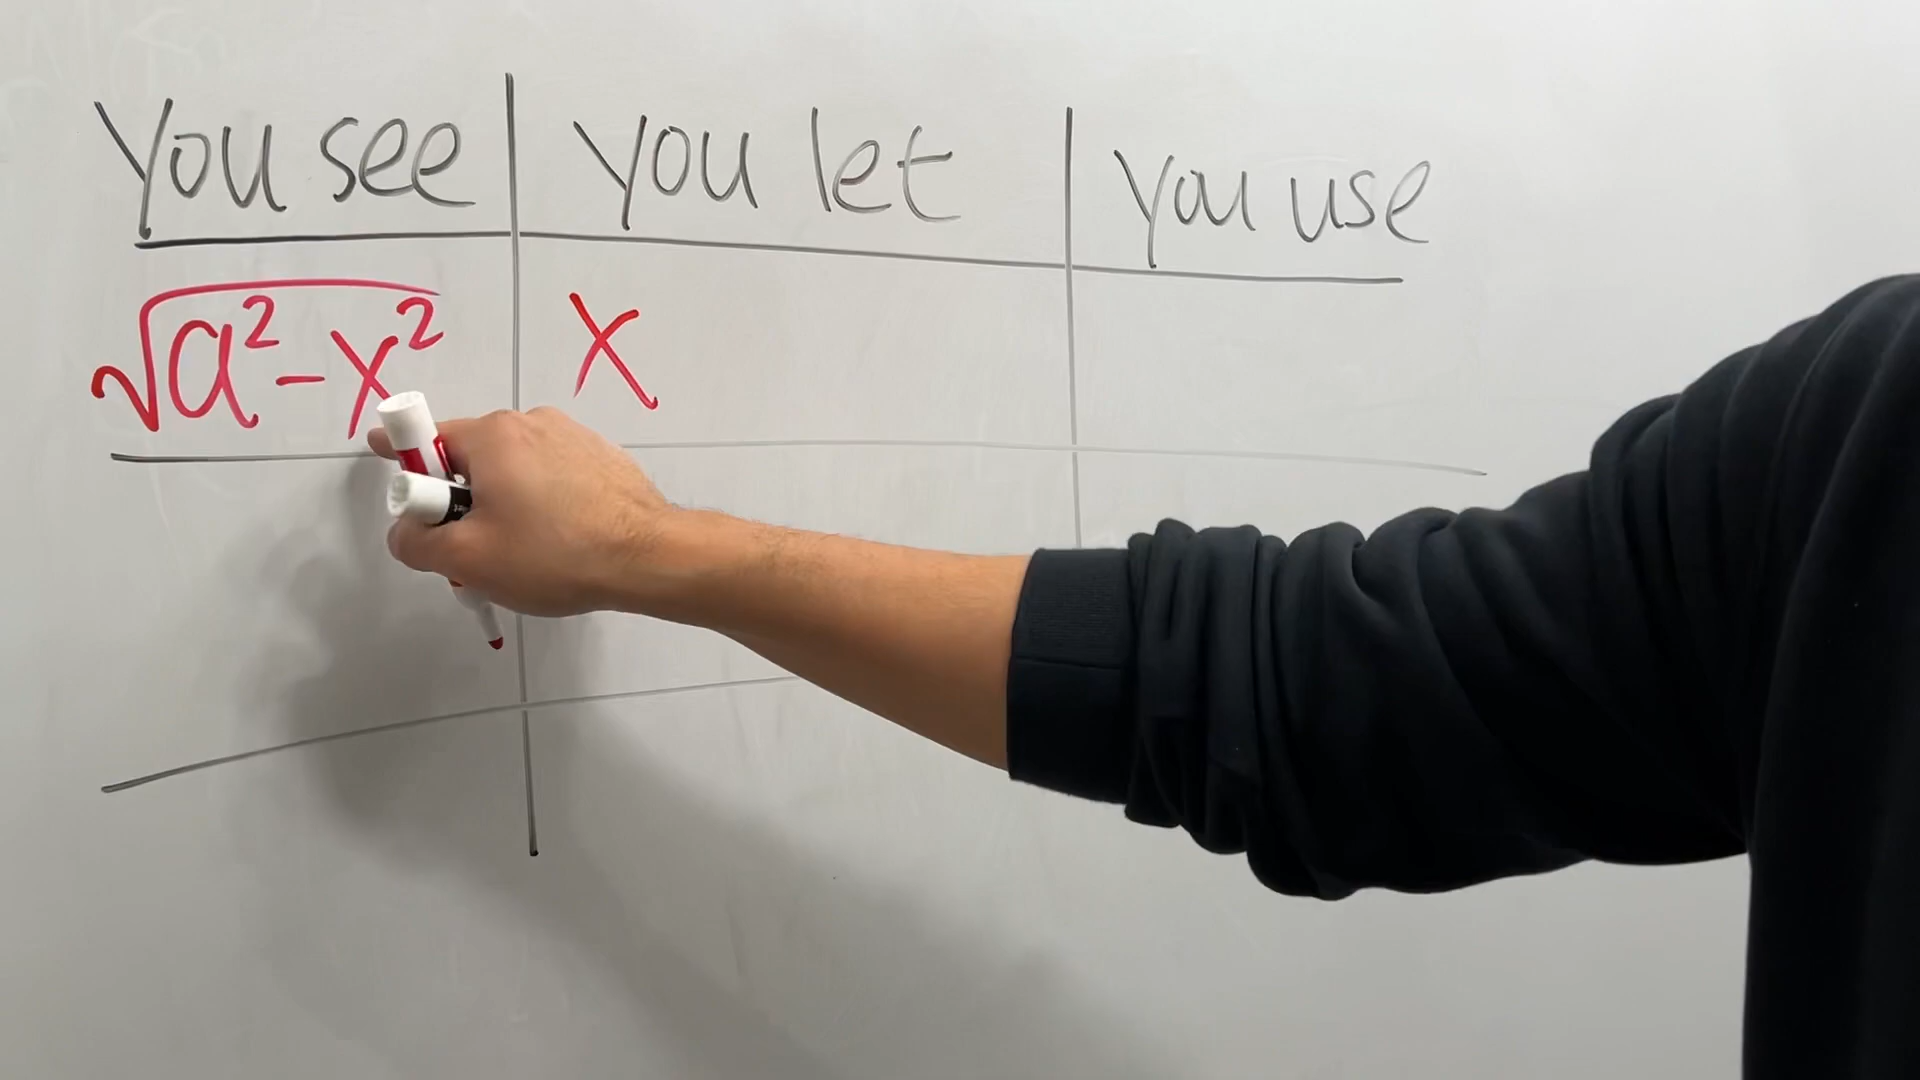 You see you let you use
√a²-x² x